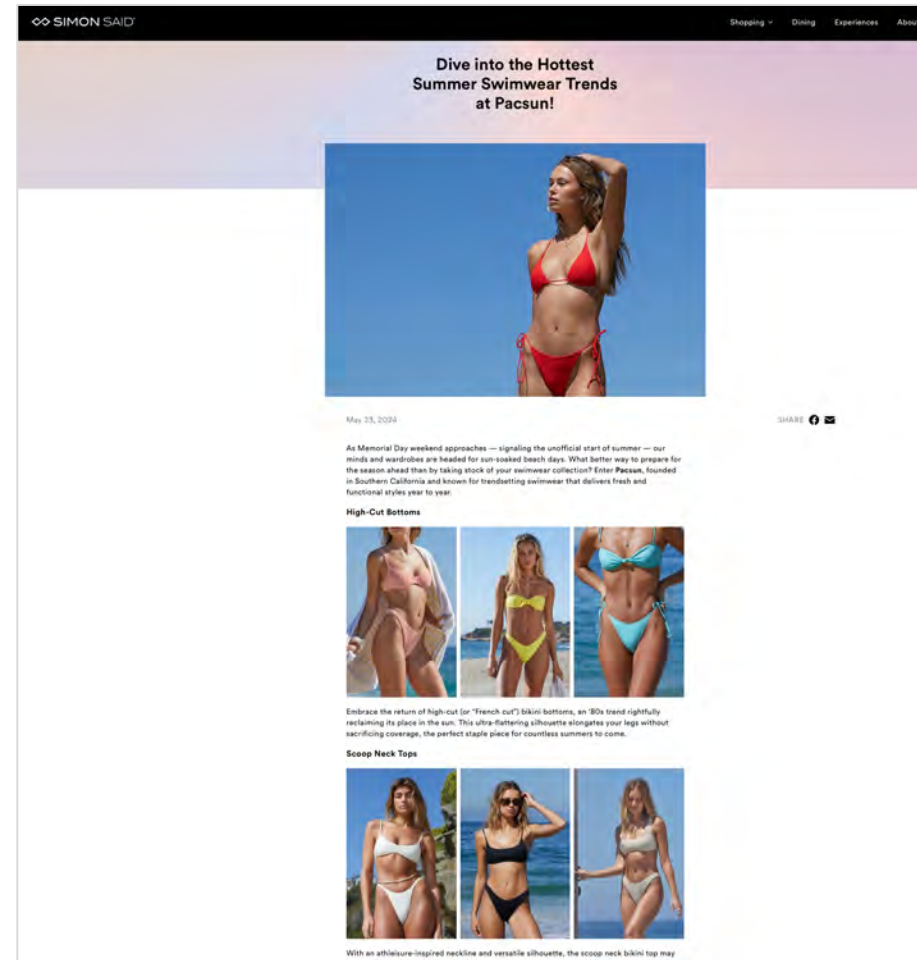 SIMON SAID
Shopping Dining Experiences Abou
Dive into the Hottest
Summer Swimwear Trends
at Pacsun!
May 23, 2024
SHARE
As Memorial Day weekend approaches — signaling the unofficial start of summer — our
minds and wardrobes are headed for sun-soaked beach days. What better way to prepare for
the season ahead than by taking stock of your swimwear collection? Enter Pacsun, founded
in Southern California and known for trendsetting swimwear that delivers fresh and
functional styles year to year.
High-Cut Bottoms
Embrace the return of high-cut (or "French cut") bikini bottoms, an '80s trend rightfully
reclaiming its place in the sun. This ultra-flattering silhouette elongates your legs without
sacrificing coverage, the perfect staple piece for countless summers to come.
Scoop Neck Tops
With an athleisure-inspired neckline and versatile silhouette, the scoop neck bikini top may